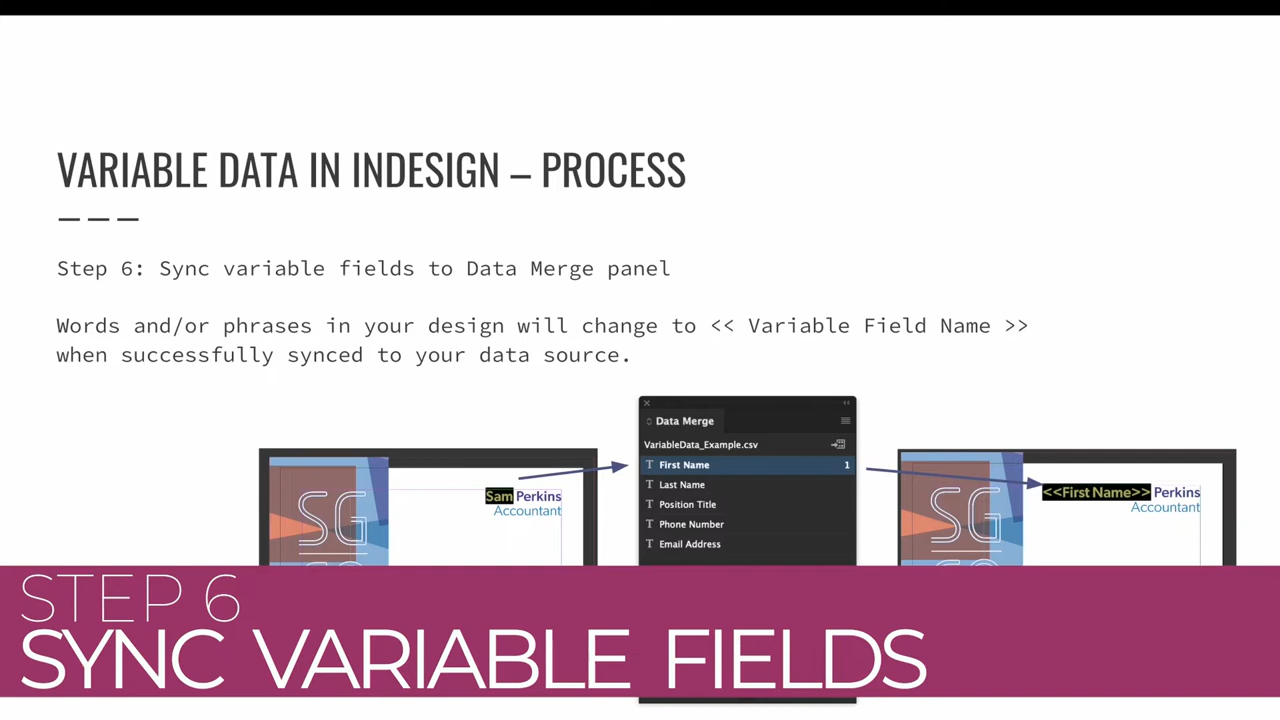 VARIABLE DATA IN INDESIGN – PROCESS
Step 6: Sync variable fields to Data Merge panel
Words and/or phrases in your design will change to << Variable Field Name >>
when successfully synced to your data source.
SG
Sam Perkins
Accountant
Data Merge
VariableData_Example.csv
First Name 1
Last Name
Position Title
Phone Number
Email Address
SG
<<First Name>> Perkins
Accountant
STEP 6
SYNC VARIABLE FIELDS